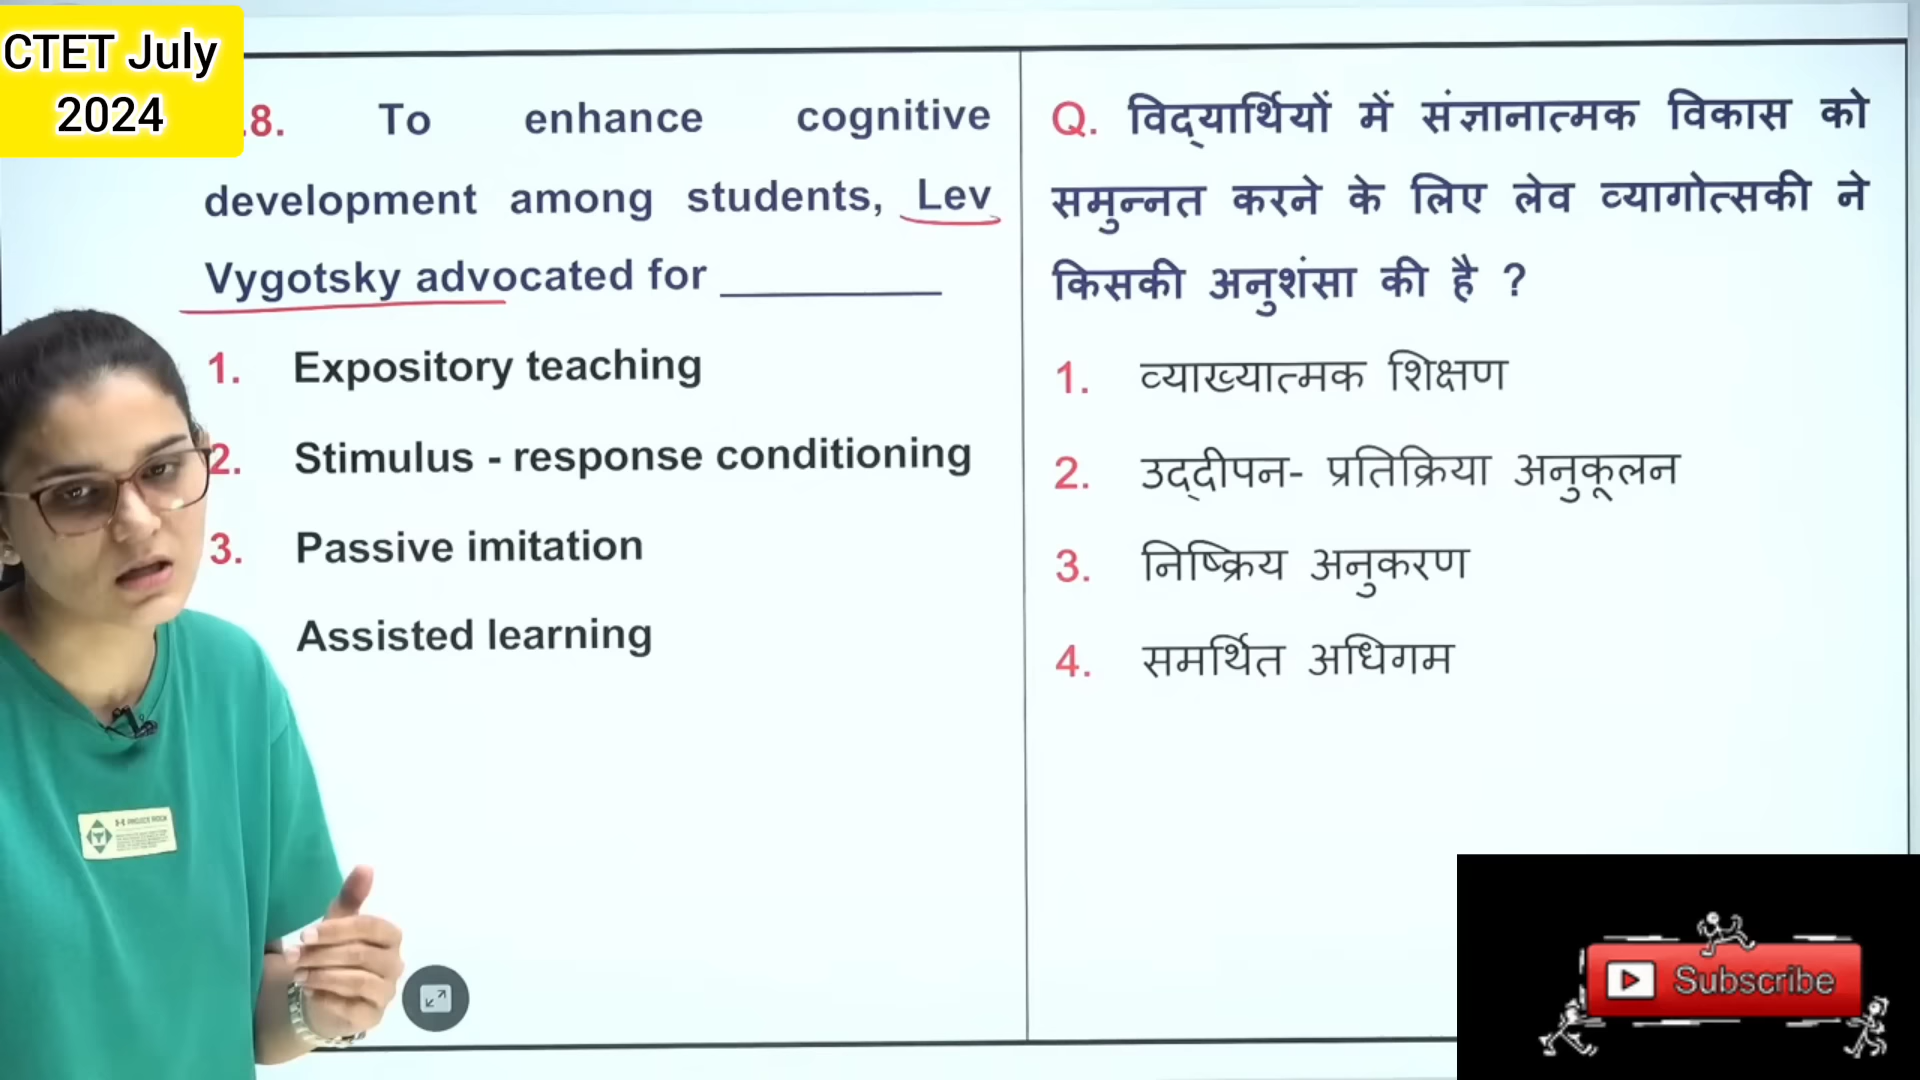 CTET July
2024
.8. To enhance cognitive
development among students, Lev
Vygotsky advocated for
1. Expository teaching
2. Stimulus - response conditioning
3. Passive imitation
Assisted learning
Q. विद्यार्थियों में संज्ञानात्मक विकास को
समुन्नत करने के लिए लेव व्यागोत्सकी ने
किसकी अनुशंसा की है ?
1. व्याख्यात्मक शिक्षण
2. उद्दीपन- प्रतिक्रिया अनुकूलन
3. निष्क्रिय अनुकरण
4. समर्थित अधिगम
Subscribe